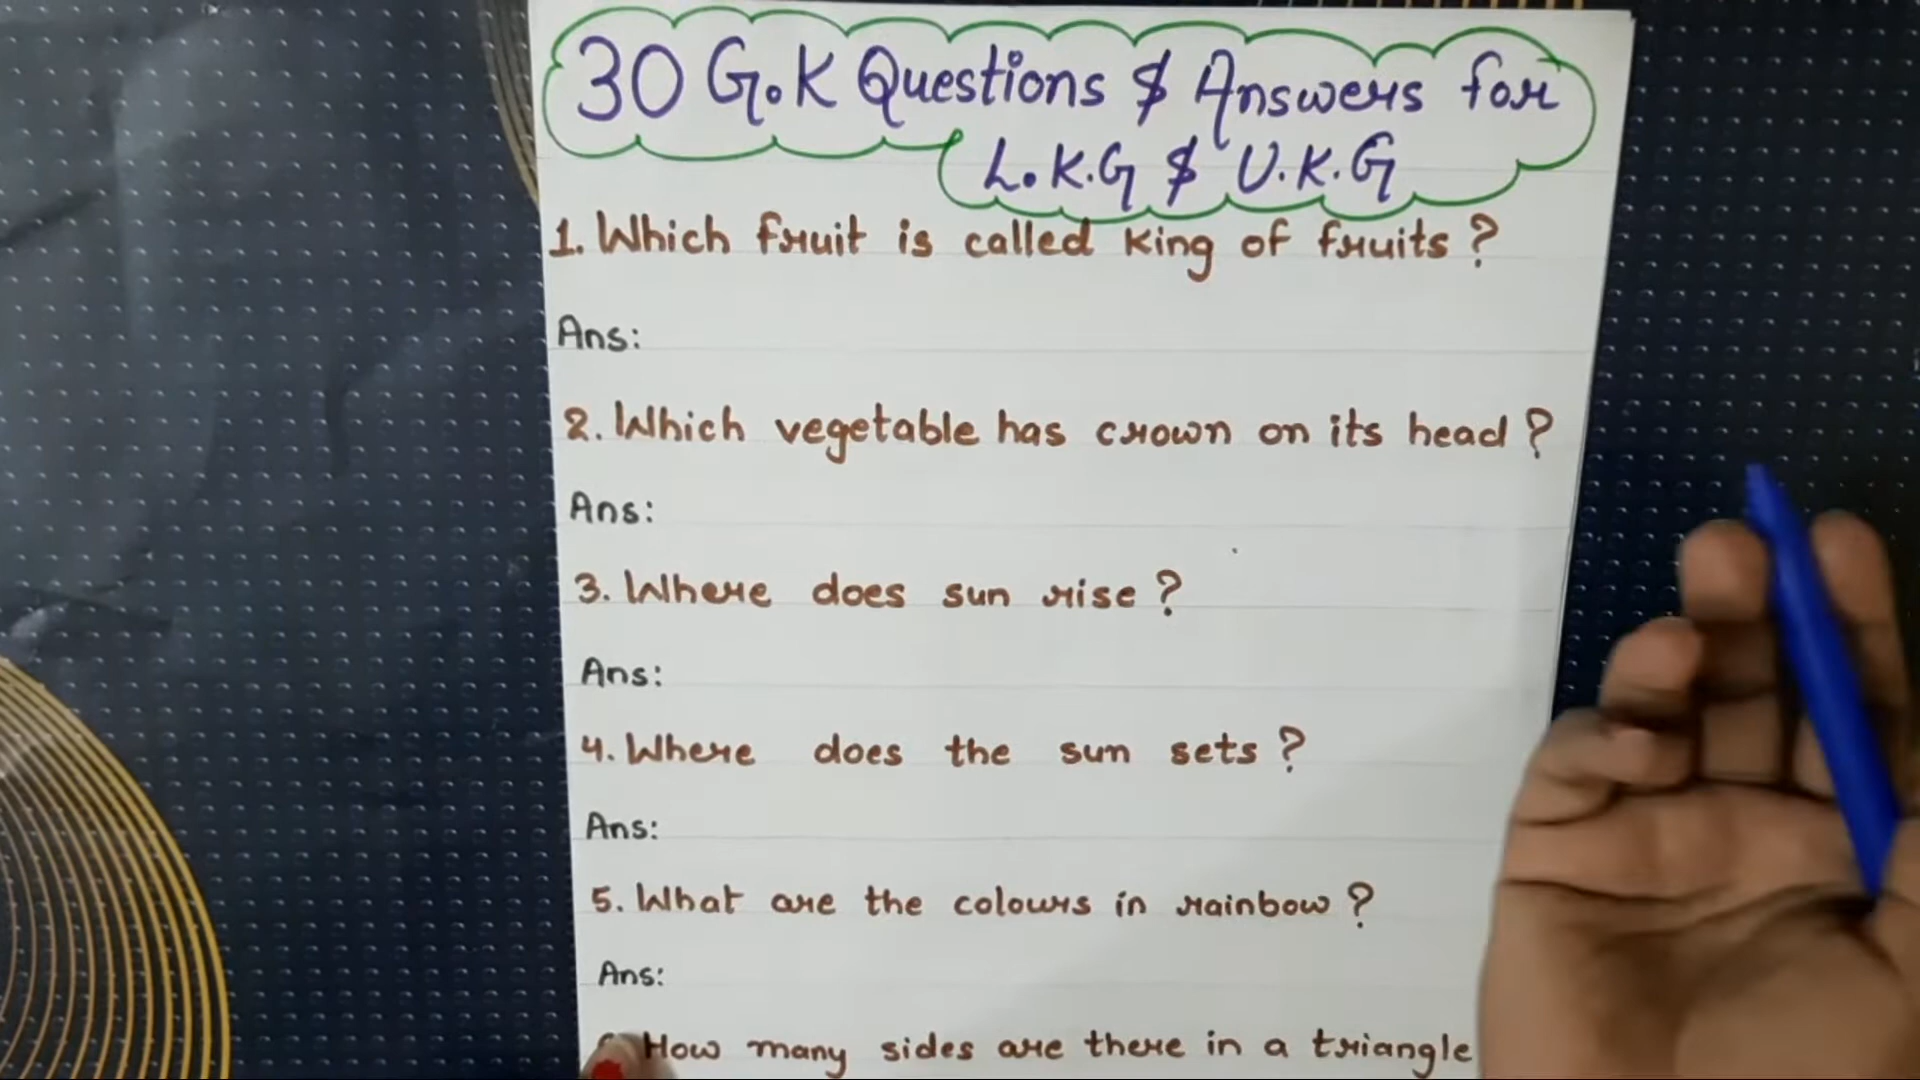 30 G.K Questions & Answers for
L.K.G & U.K.G
1. Which fruit is called King of fruits?
Ans:
2. Which vegetable has crown on its head?
Ans:
3. Where does sun rise?
Ans:
4. Where does the sun sets?
Ans:
5. What are the colours in rainbow?
Ans:
How many sides are there in a triangle